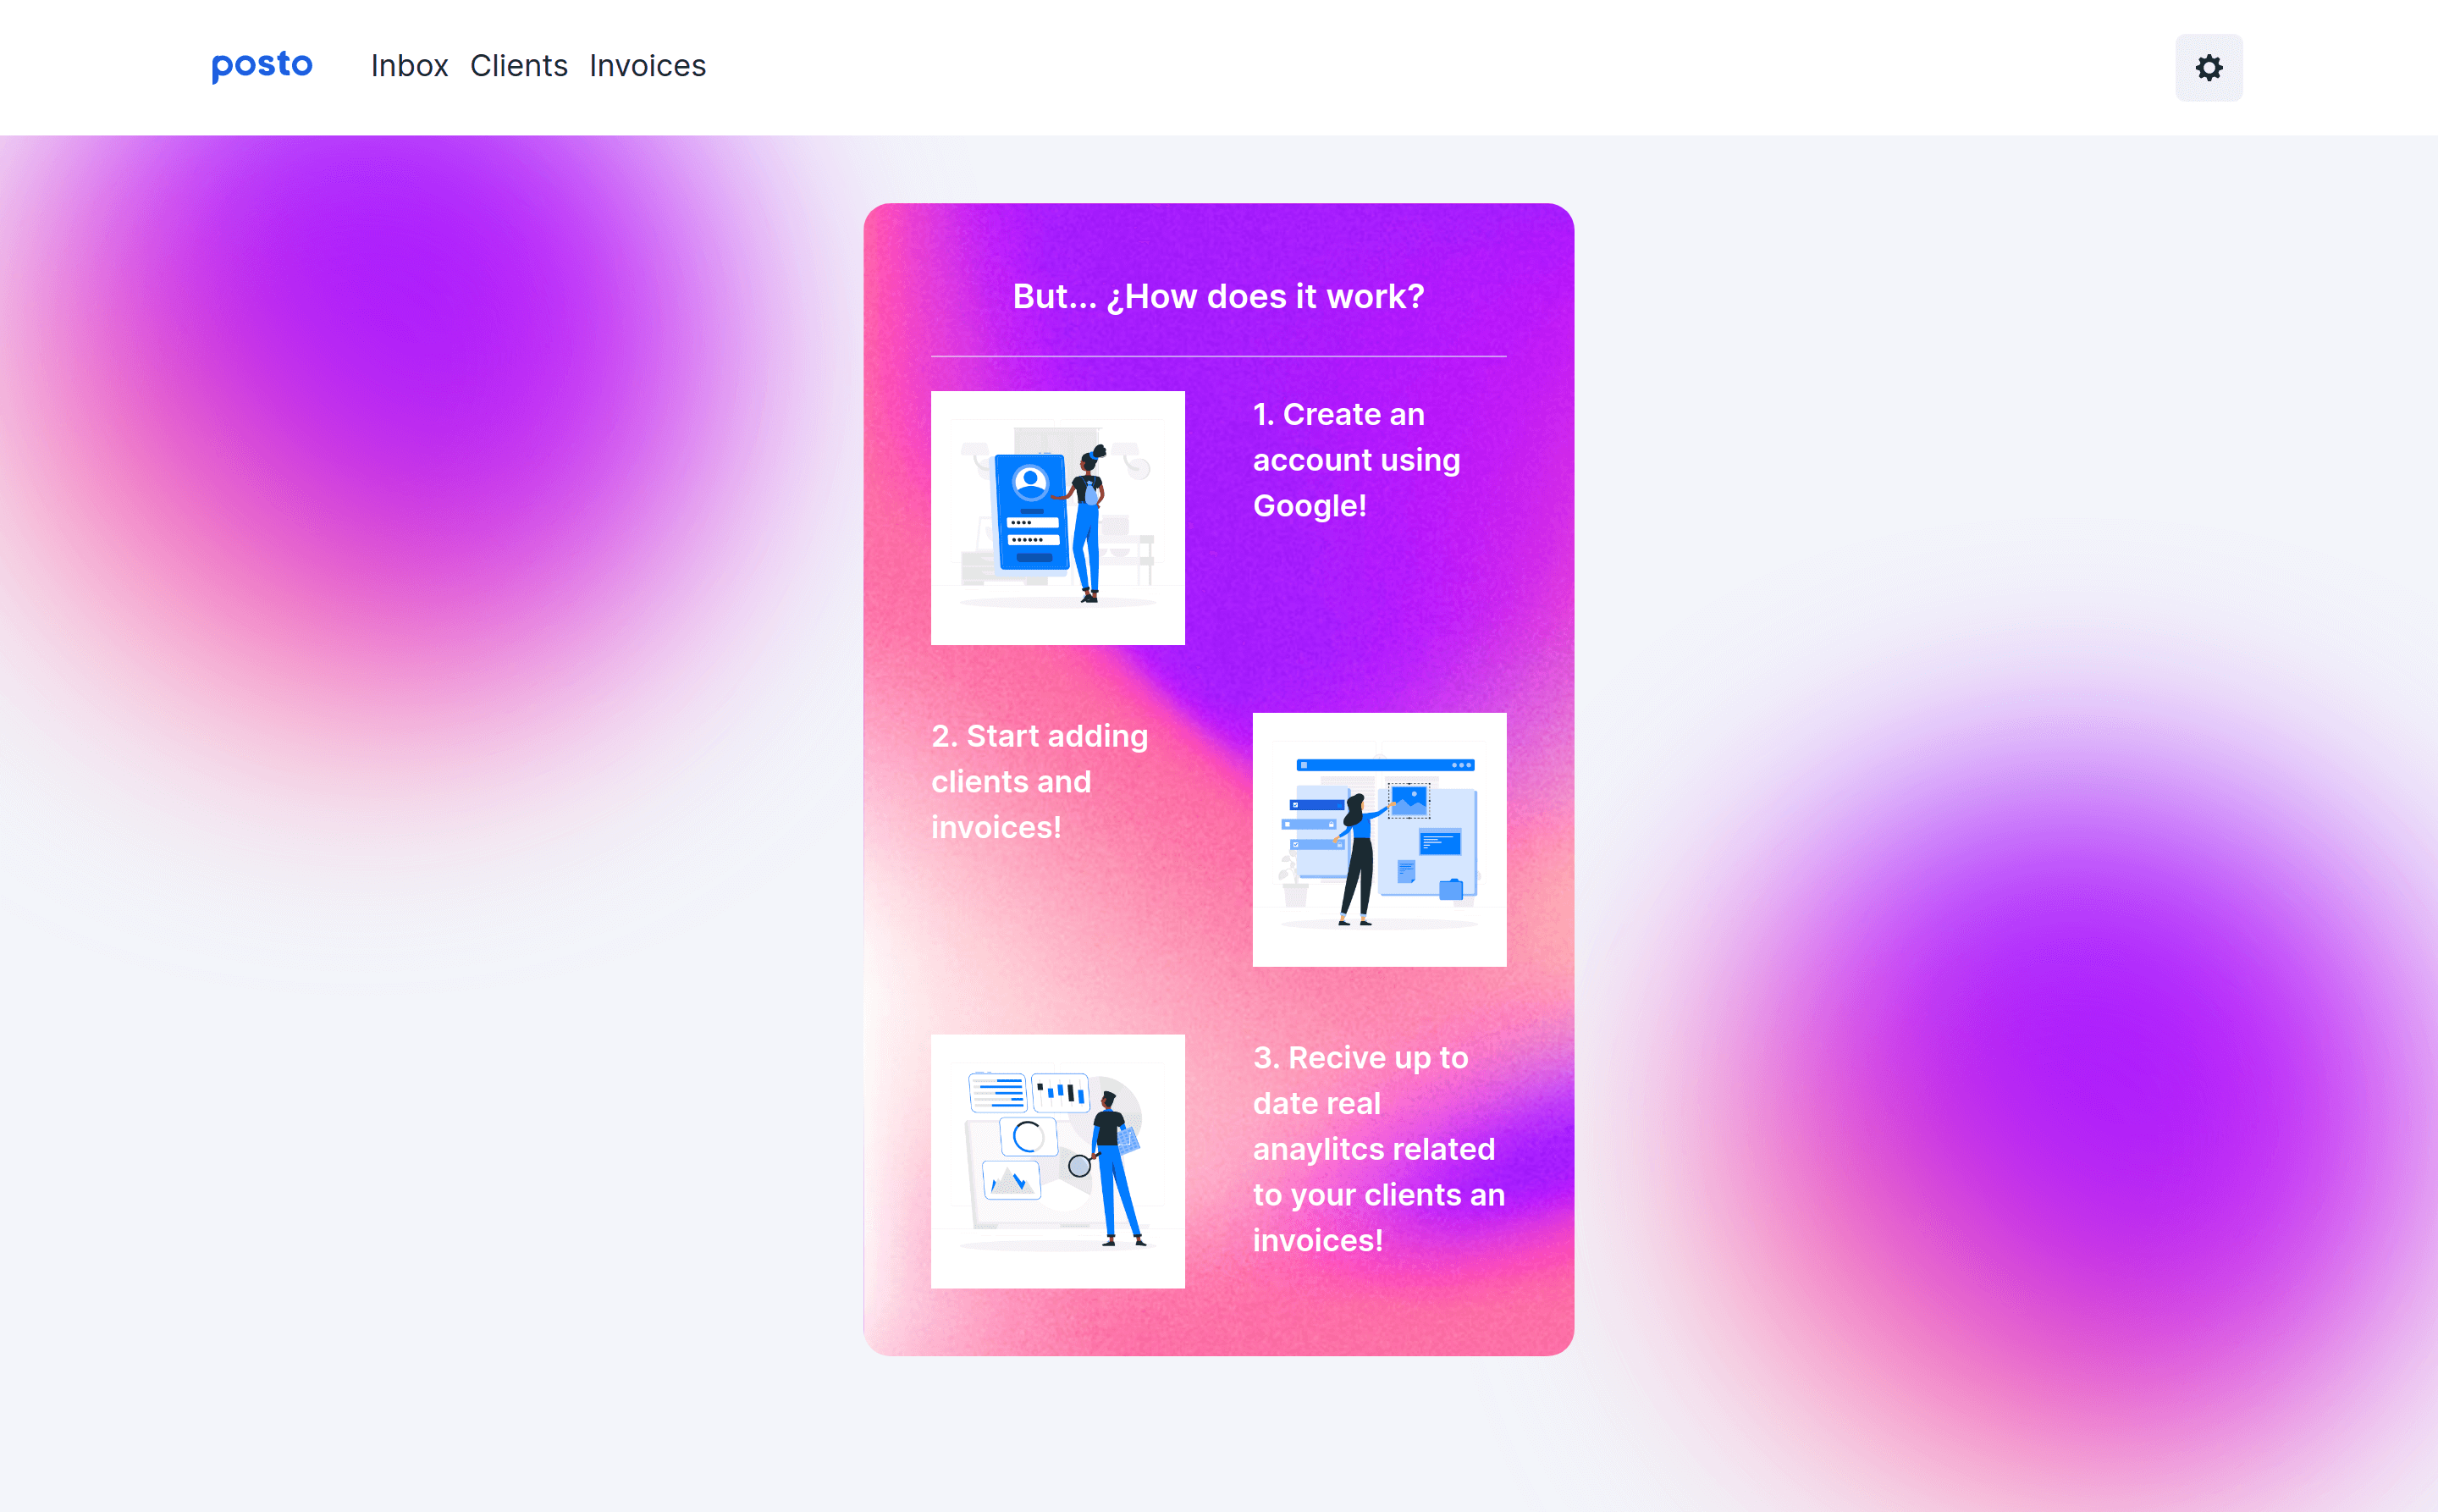 posto
Inbox Clients Invoices
But... ¿How does it work?
1. Create an
account using
Google!
2. Start adding
clients and
invoices!
3. Recive up to
date real
anaylitcs related
to your clients an
invoices!